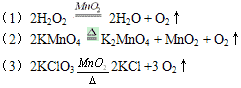 (1) 2H₂O₂ =MnO₂= 2H₂O + O₂↑
(2) 2KMnO₄ =△= K₂MnO₄ + MnO₂ + O₂↑
(3) 2KClO₃ =MnO₂/△= 2KCl +3 O₂↑